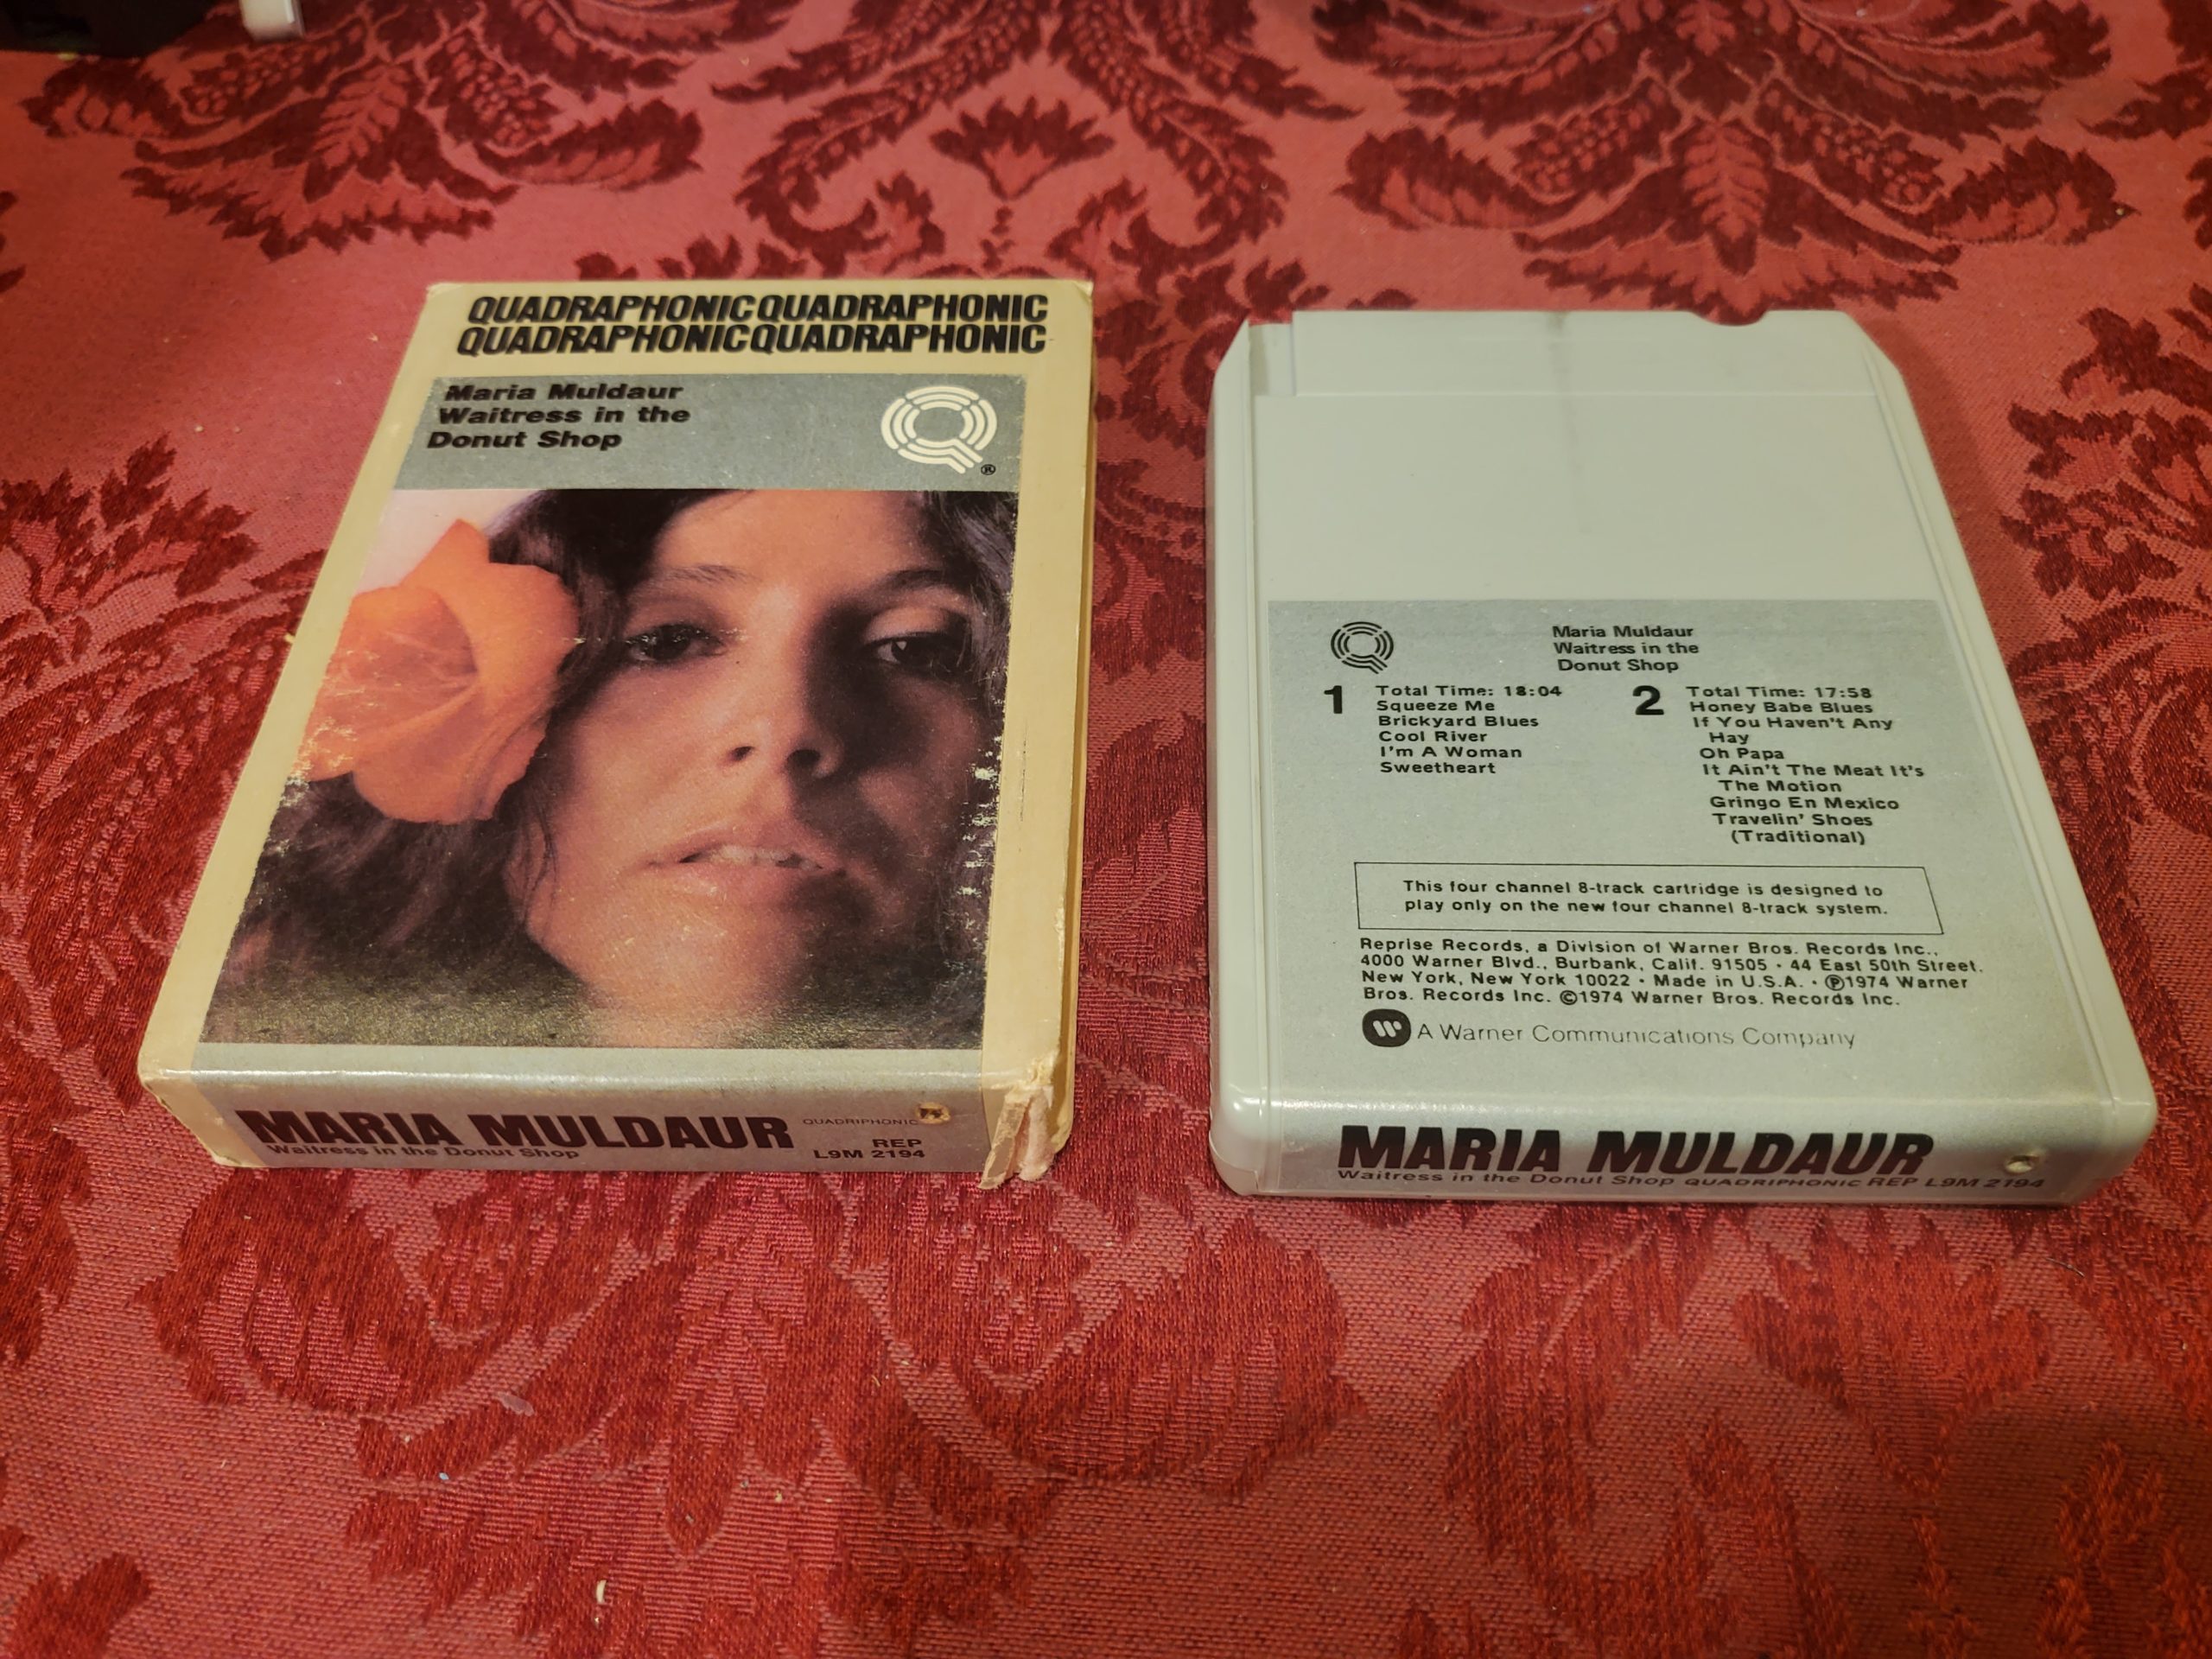 QUADRAPHONIC QUADRAPHONIC
QUADRAPHONIC QUADRAPHONIC
Maria Muldaur
Waitress in the
Donut Shop
Q
®
MARIA MULDAUR
Waitress in the Donut Shop
QUADRIPHONIC
REP
L9M 2194
Q
Maria Muldaur
Waitress in the
Donut Shop
1
Total Time: 18:04
Squeeze Me
Brickyard Blues
Cool River
I'm A Woman
Sweetheart
2
Total Time: 17:58
Honey Babe Blues
If You Haven't Any
Hay
Oh Papa
It Ain't The Meat It's
The Motion
Gringo En Mexico
Travelin' Shoes
(Traditional)
This four channel 8-track cartridge is designed to
play only on the new four channel 8-track system.
Reprise Records, a Division of Warner Bros. Records Inc.,
4000 Warner Blvd., Burbank, Calif. 91505 · 44 East 50th Street,
New York, New York 10022 · Made in U.S.A. · ℗1974 Warner
Bros. Records Inc. ©1974 Warner Bros. Records Inc.
W A Warner Communications Company
MARIA MULDAUR
Waitress in the Donut Shop QUADRIPHONIC REP L9M 2194